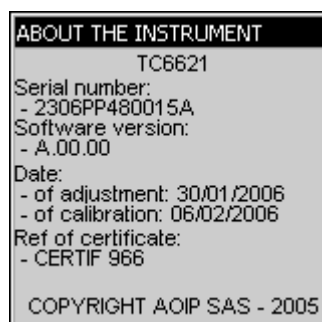 ABOUT THE INSTRUMENT
TC6621
Serial number:
- 2306PP480015A
Software version:
- A.00.00
Date:
- of adjustment: 30/01/2006
- of calibration: 06/02/2006
Ref of certificate:
- CERTIF 966
COPYRIGHT AOIP SAS - 2005